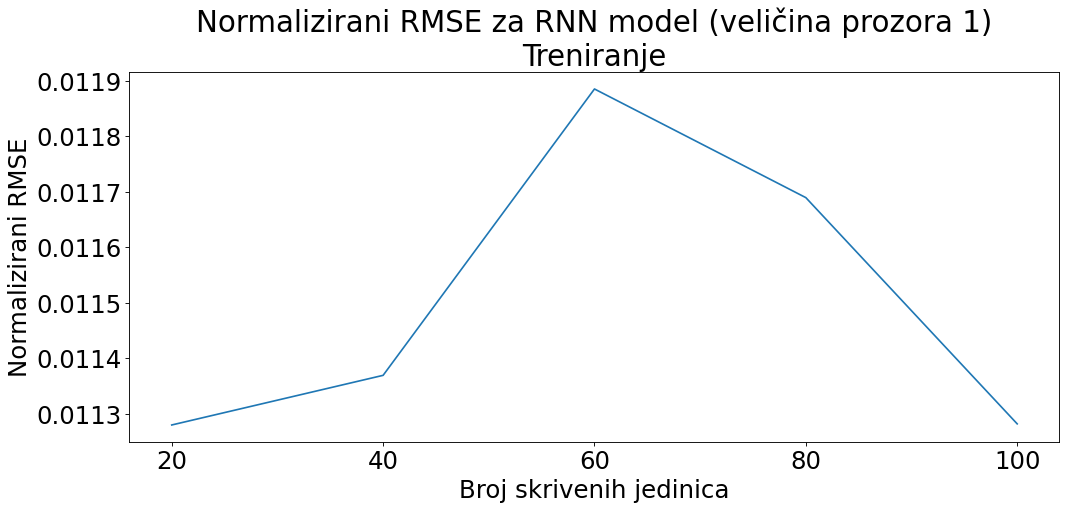 Normalizirani RMSE za RNN model (veličina prozora 1)
Treniranje
Normalizirani RMSE
0.0119
0.0118
0.0117
0.0116
0.0115
0.0114
0.0113
20 40 60 80 100
Broj skrivenih jedinica